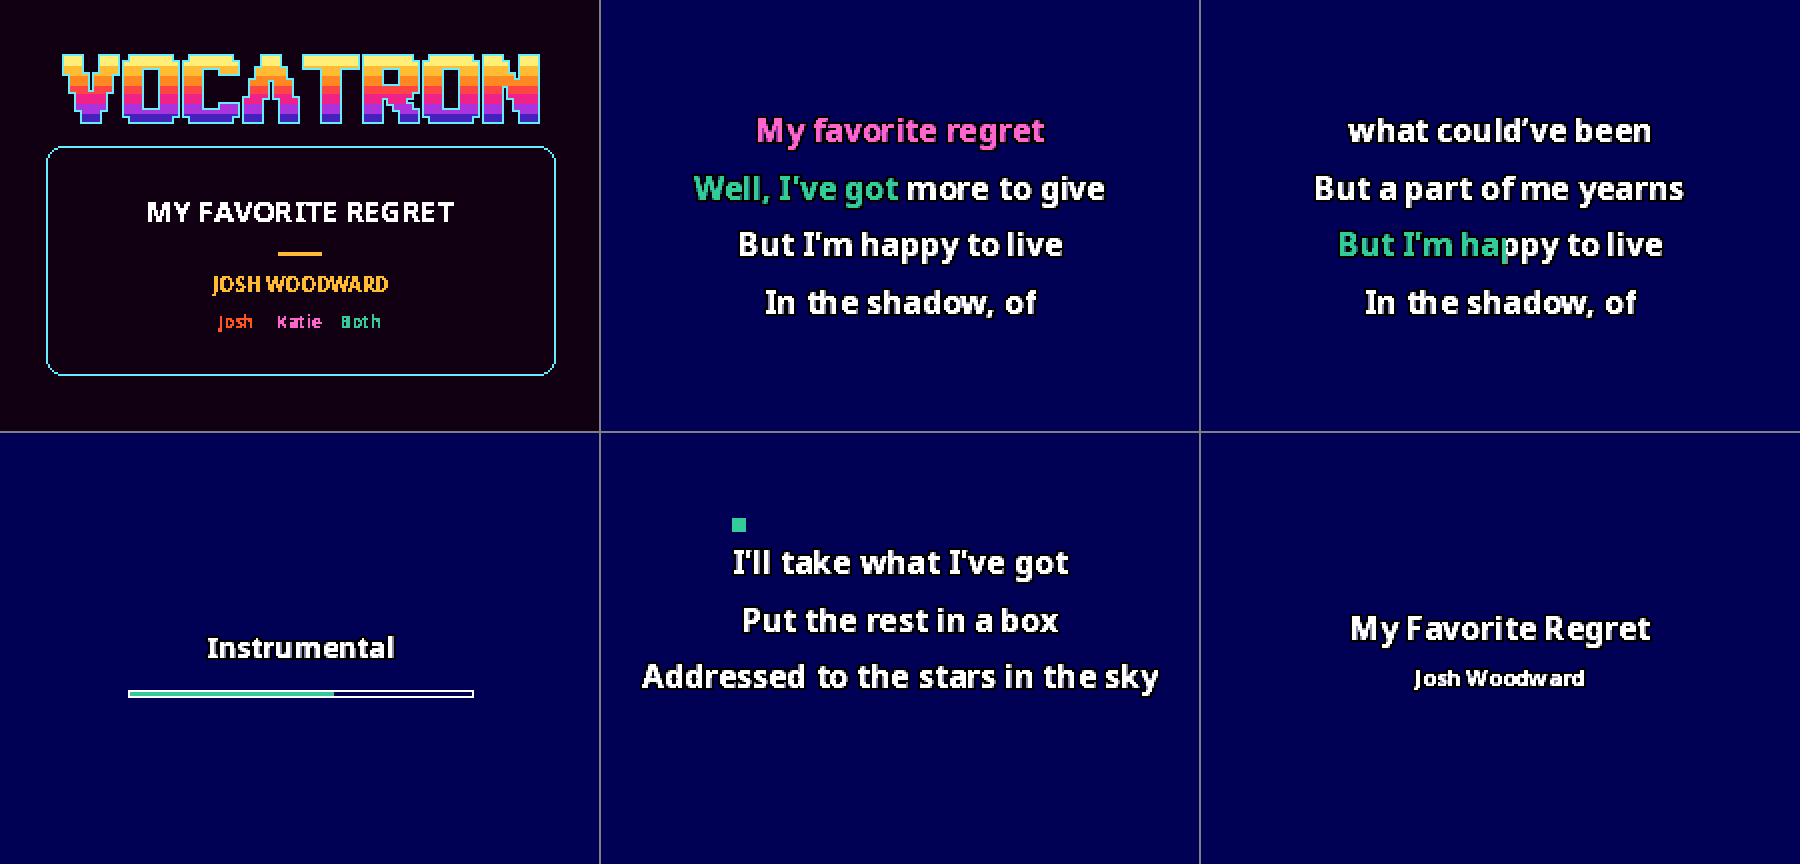 VOCATRON
MY FAVORITE REGRET
JOSH WOODWARD
Josh Katie Both
My favorite regret
Well, I've got more to give
But I'm happy to live
In the shadow, of
what could’ve been
But a part of me yearns
But I'm happy to live
In the shadow, of
Instrumental
I'll take what I've got
Put the rest in a box
Addressed to the stars in the sky
My Favorite Regret
Josh Woodward